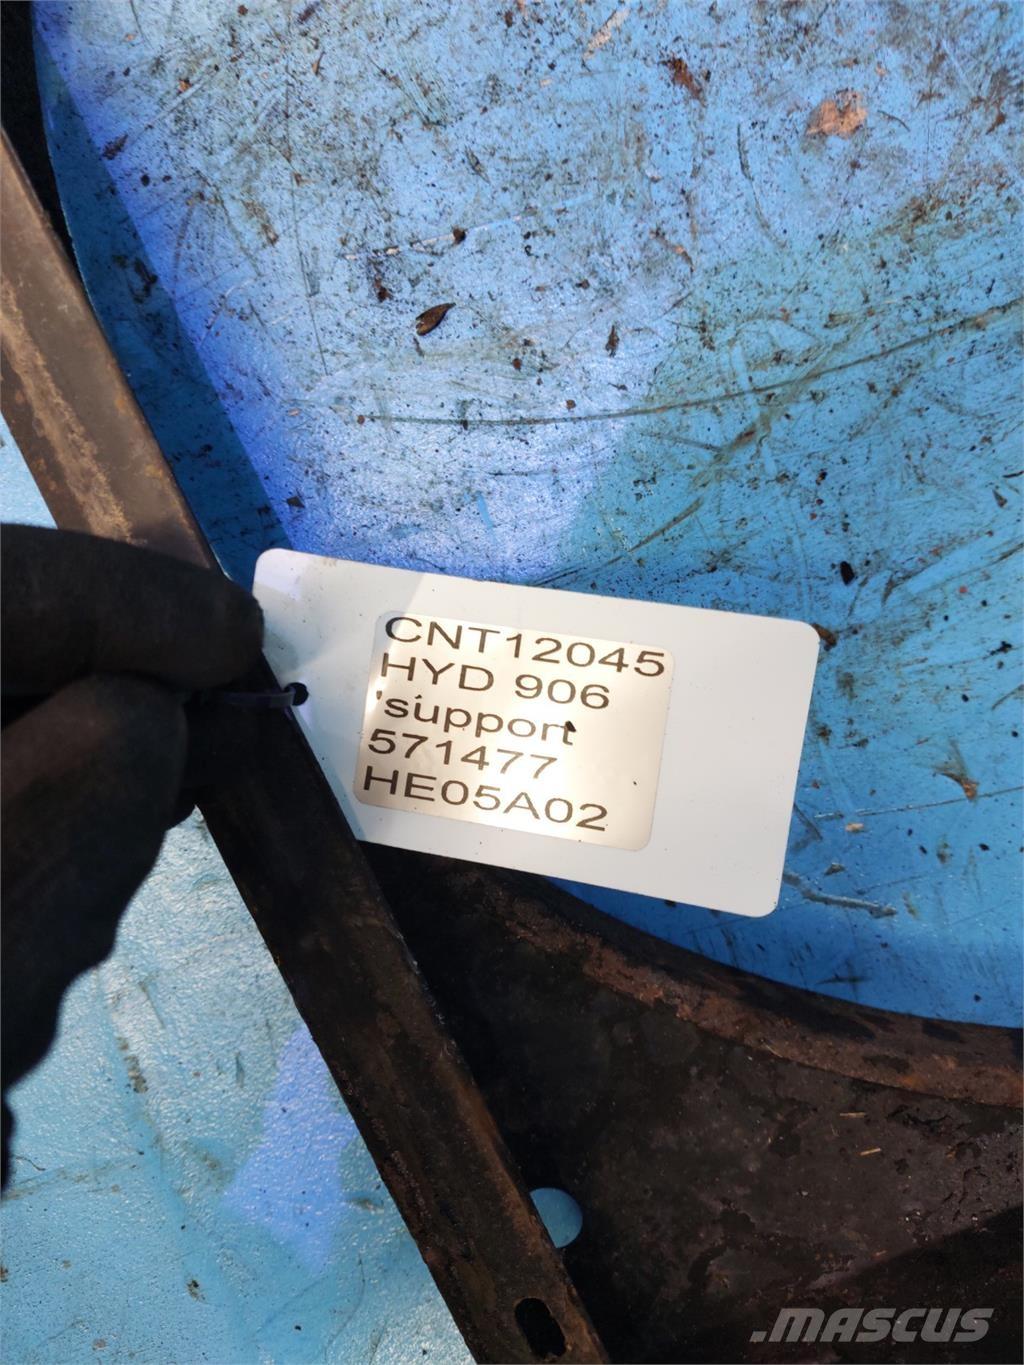 CNT12045
HYD 906
'support
571477
HE05A02
.MASCUS